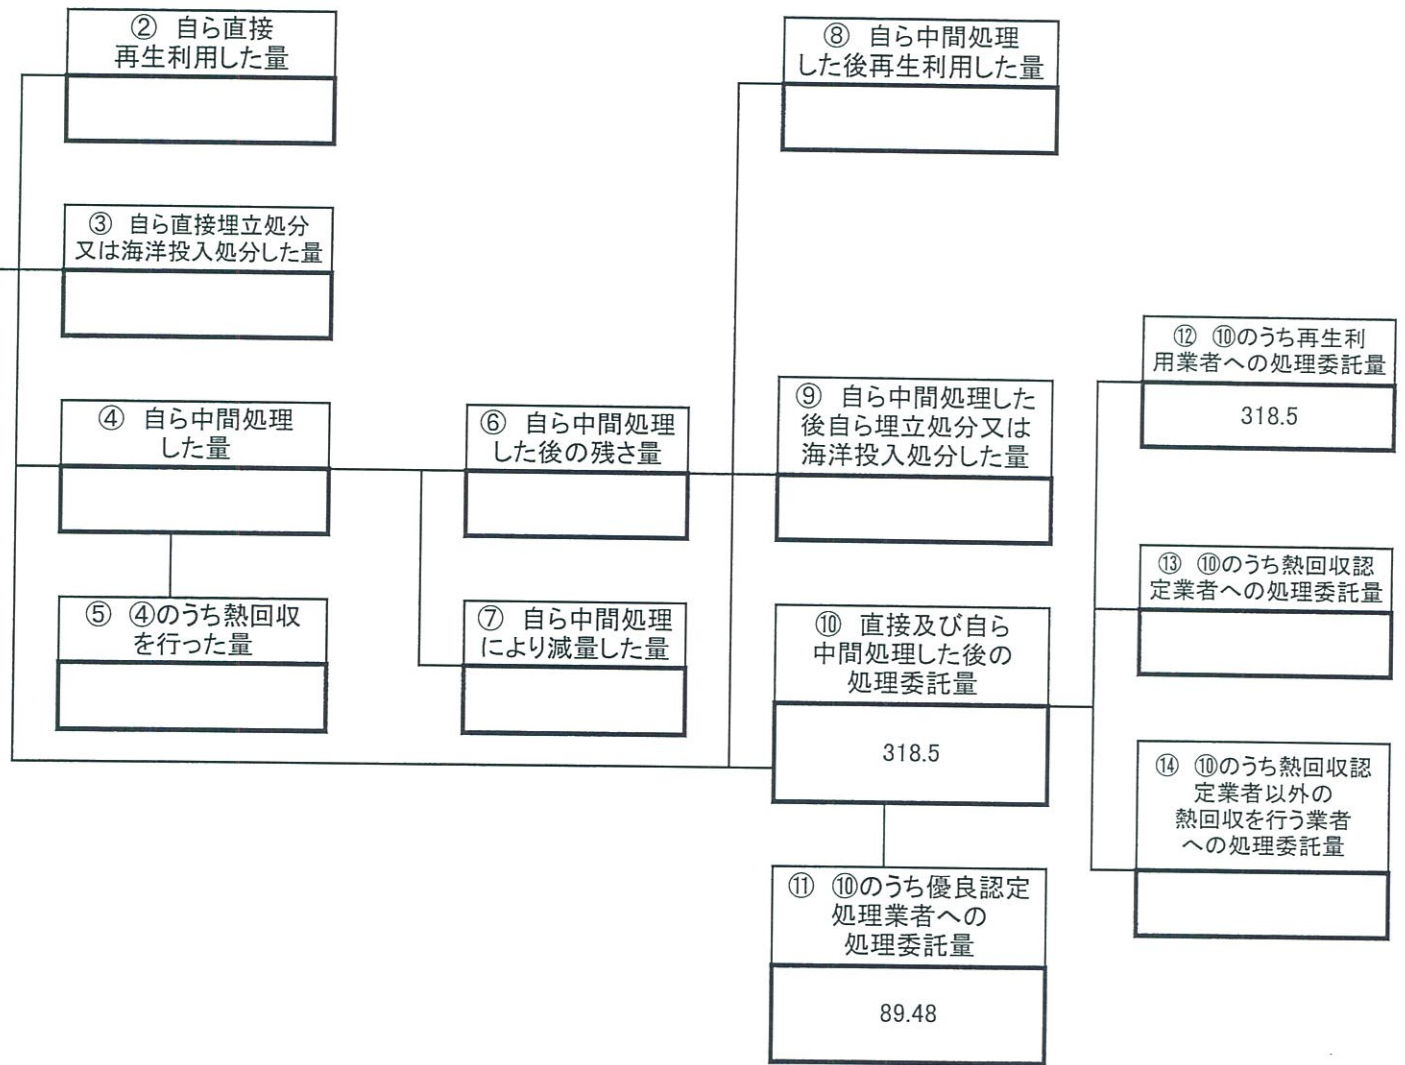 ② 自ら直接
再生利用した量
⑧ 自ら中間処理
した後再生利用した量
③ 自ら直接埋立処分
又は海洋投入処分した量
④ 自ら中間処理
した量
⑥ 自ら中間処理
した後の残さ量
⑨ 自ら中間処理した
後自ら埋立処分又は
海洋投入処分した量
⑫ ⑩のうち再生利
用業者への処理委託量
318.5
⑤ ④のうち熱回収
を行った量
⑦ 自ら中間処理
により減量した量
⑩ 直接及び自ら
中間処理した後の
処理委託量
318.5
⑬ ⑩のうち熱回収認
定業者への処理委託量
⑭ ⑩のうち熱回収認
定業者以外の
熱回収を行う業者
への処理委託量
⑪ ⑩のうち優良認定
処理業者への
処理委託量
89.48